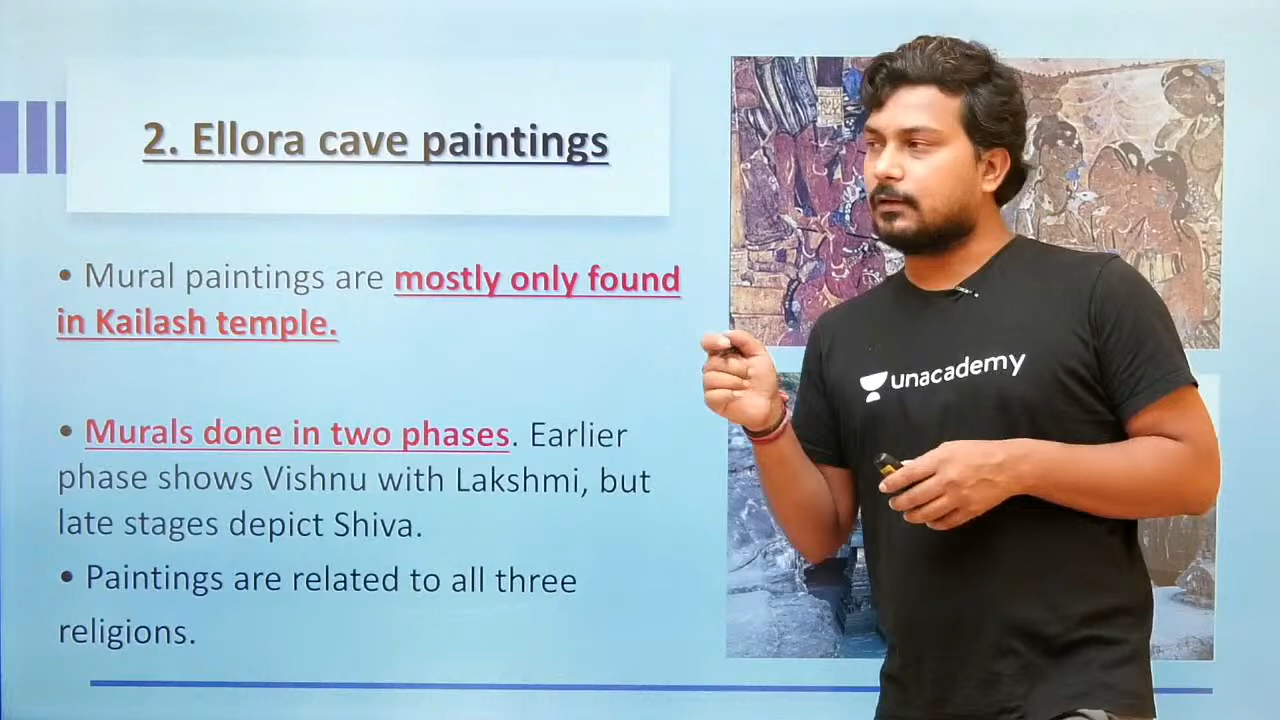 2. Ellora cave paintings
• Mural paintings are mostly only found
in Kailash temple.
• Murals done in two phases. Earlier
phase shows Vishnu with Lakshmi, but
late stages depict Shiva.
• Paintings are related to all three
religions.
unacademy